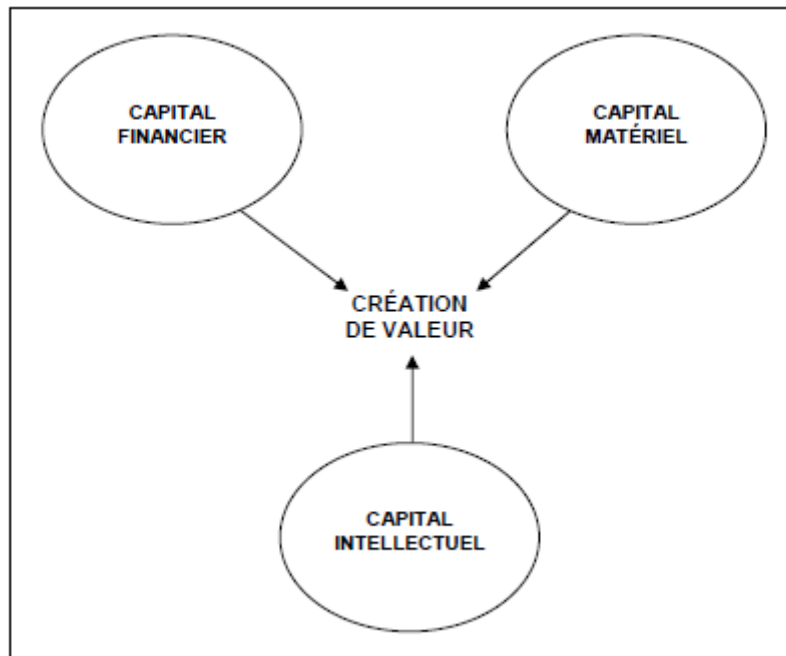 CAPITAL
FINANCIER
CAPITAL
MATÉRIEL
CRÉATION
DE VALEUR
CAPITAL
INTELLECTUEL